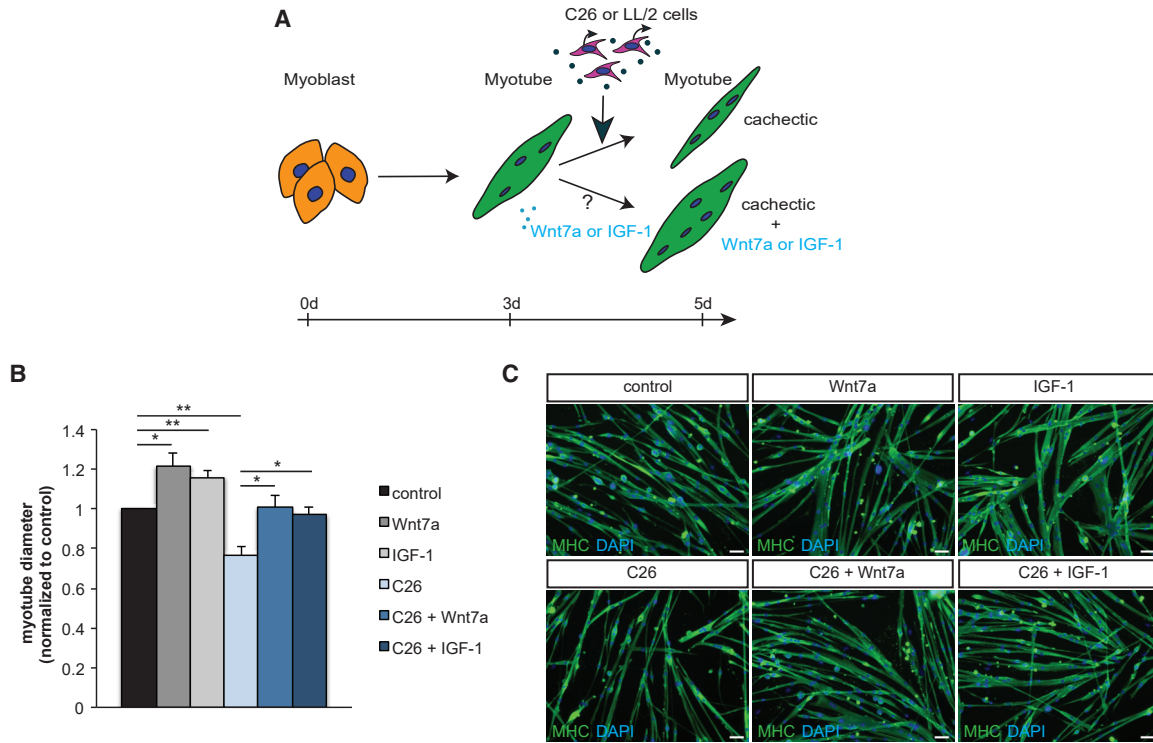 A
C26 or LL/2 cells
Myoblast
Myotube
Myotube
cachectic
?
Wnt7a or IGF-1
cachectic
+
Wnt7a or IGF-1
0d
3d
5d
B
**
**
*
*
*
1.4
1.2
1
0.8
0.6
0.4
0.2
0
myotube diameter
(normalized to control)
control
Wnt7a
IGF-1
C26
C26 + Wnt7a
C26 + IGF-1
C
control
Wnt7a
IGF-1
MHC DAPI
MHC DAPI
MHC DAPI
C26
C26 + Wnt7a
C26 + IGF-1
MHC DAPI
MHC DAPI
MHC DAPI